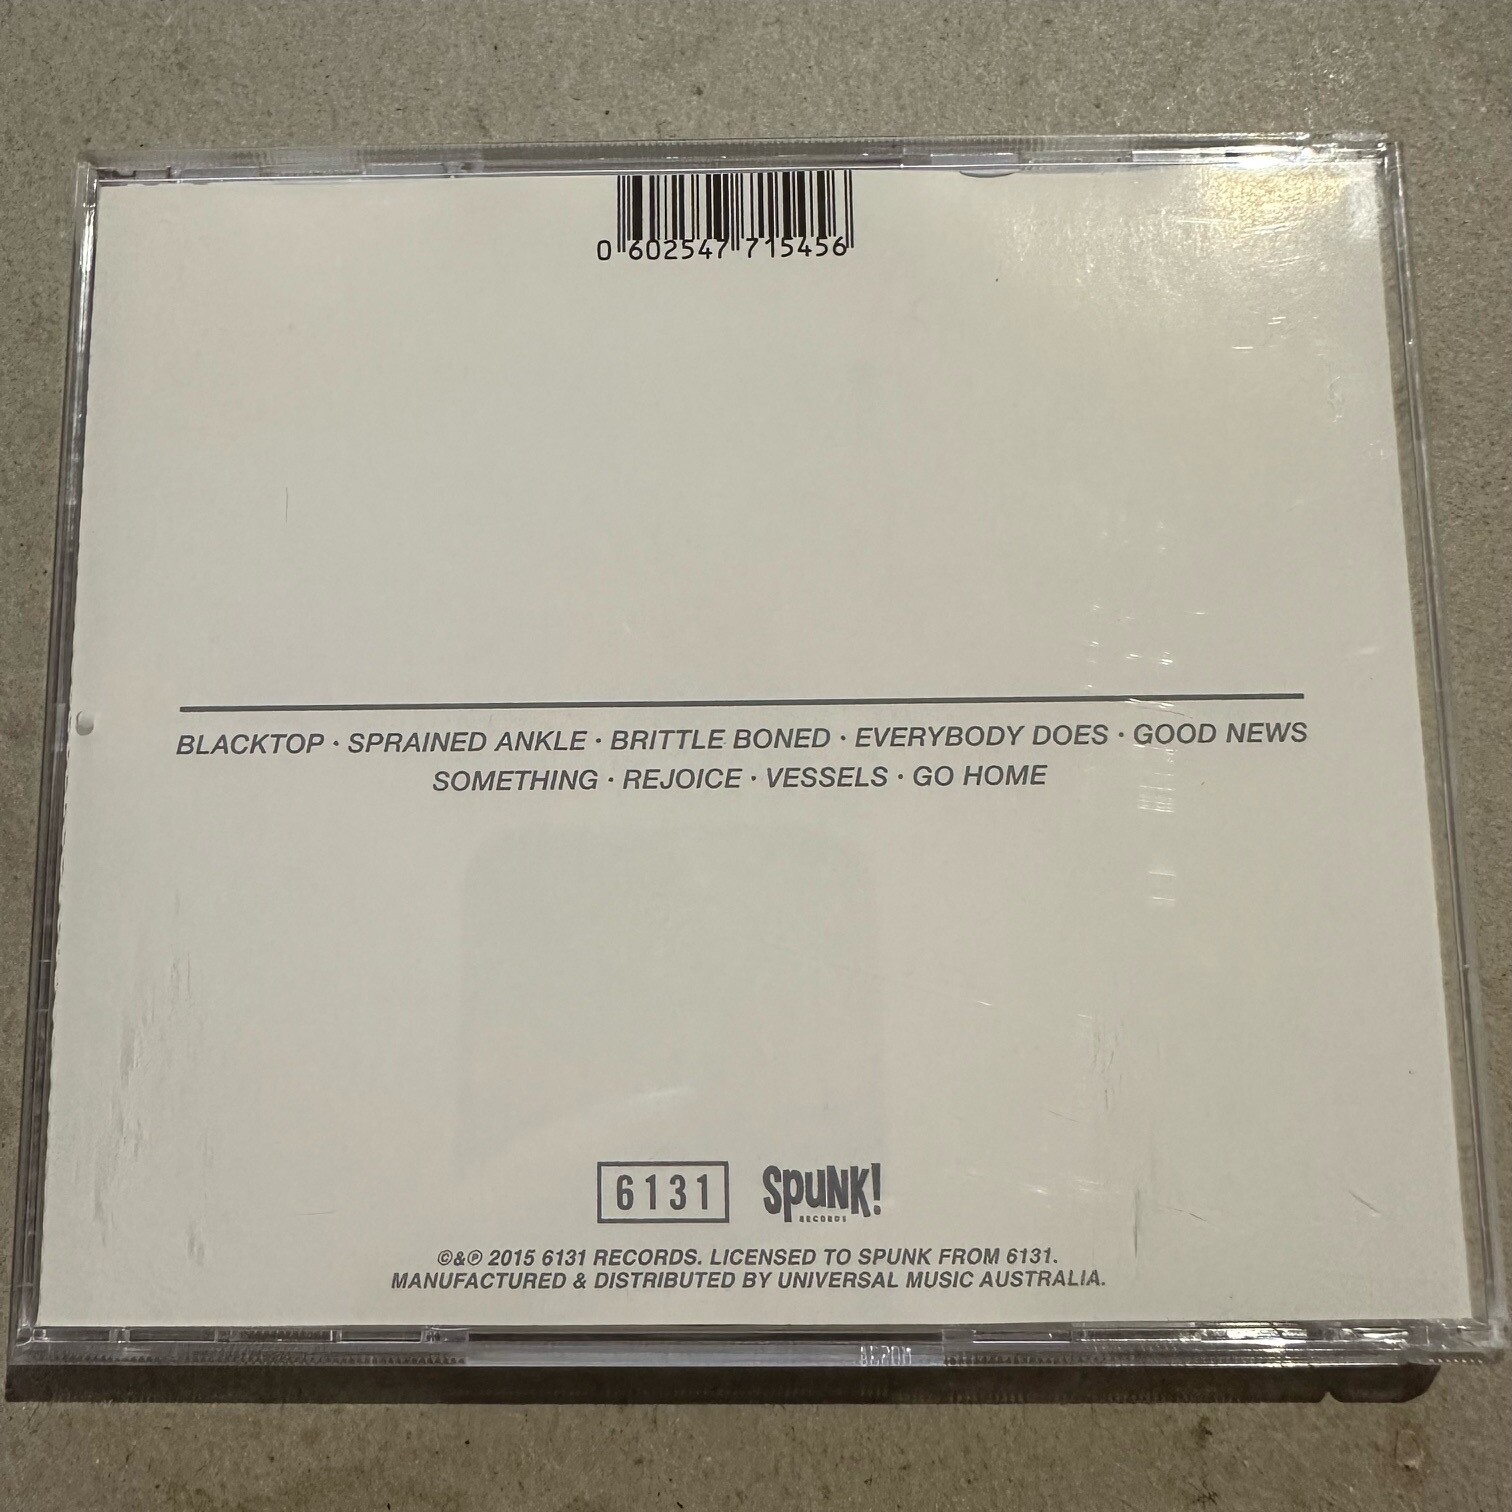 0 602547 715456
BLACKTOP · SPRAINED ANKLE · BRITTLE BONED · EVERYBODY DOES · GOOD NEWS
SOMETHING · REJOICE · VESSELS · GO HOME
6131 SPUNK!
RECORDS
©&℗ 2015 6131 RECORDS. LICENSED TO SPUNK FROM 6131.
MANUFACTURED & DISTRIBUTED BY UNIVERSAL MUSIC AUSTRALIA.